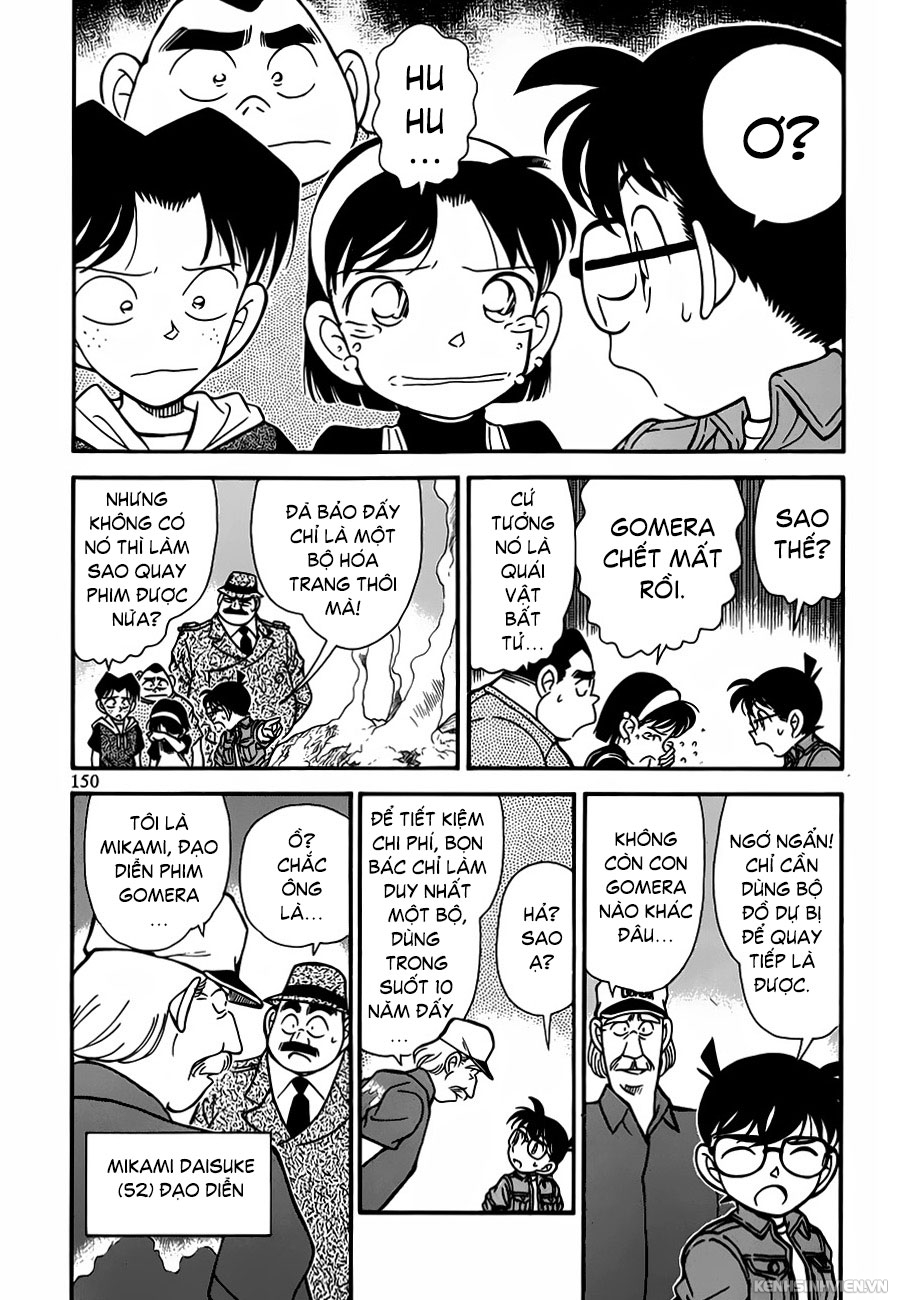 Ơ?
HU
HU
...
SAO
THẾ?
GOMERA
CHẾT MẤT
RỒI.
CỨ
TƯỞNG
NÓ LÀ
QUÁI
VẬT
BẤT
TỬ...
ĐÃ BẢO ĐẤY
CHỈ LÀ MỘT
BỘ HÓA
TRANG THÔI
MÀ!
NHƯNG
KHÔNG CÓ
NÓ THÌ LÀM
SAO QUAY
PHIM ĐƯỢC
NỮA?
150
NGỚ NGẨN!
CHỈ CẦN
DÙNG BỘ
ĐỒ DỰ BỊ
ĐỂ QUAY
TIẾP LÀ
ĐƯỢC.
KHÔNG
CÒN CON
GOMERA
NÀO KHÁC
ĐÂU...
HẢ?
SAO
Ạ?
ĐỂ TIẾT KIỆM
CHI PHÍ, BỌN
BÁC CHỈ LÀM
DUY NHẤT
MỘT BỘ,
DÙNG
TRONG
SUỐT 10
NĂM ĐẤY
...
Ồ?
CHẮC
ÔNG
LÀ...
TÔI LÀ
MIKAMI, ĐẠO
DIỄN PHIM
GOMERA
...
MIKAMI DAISUKE
(52) ĐẠO DIỄN
KENHSINHVIEN.VN